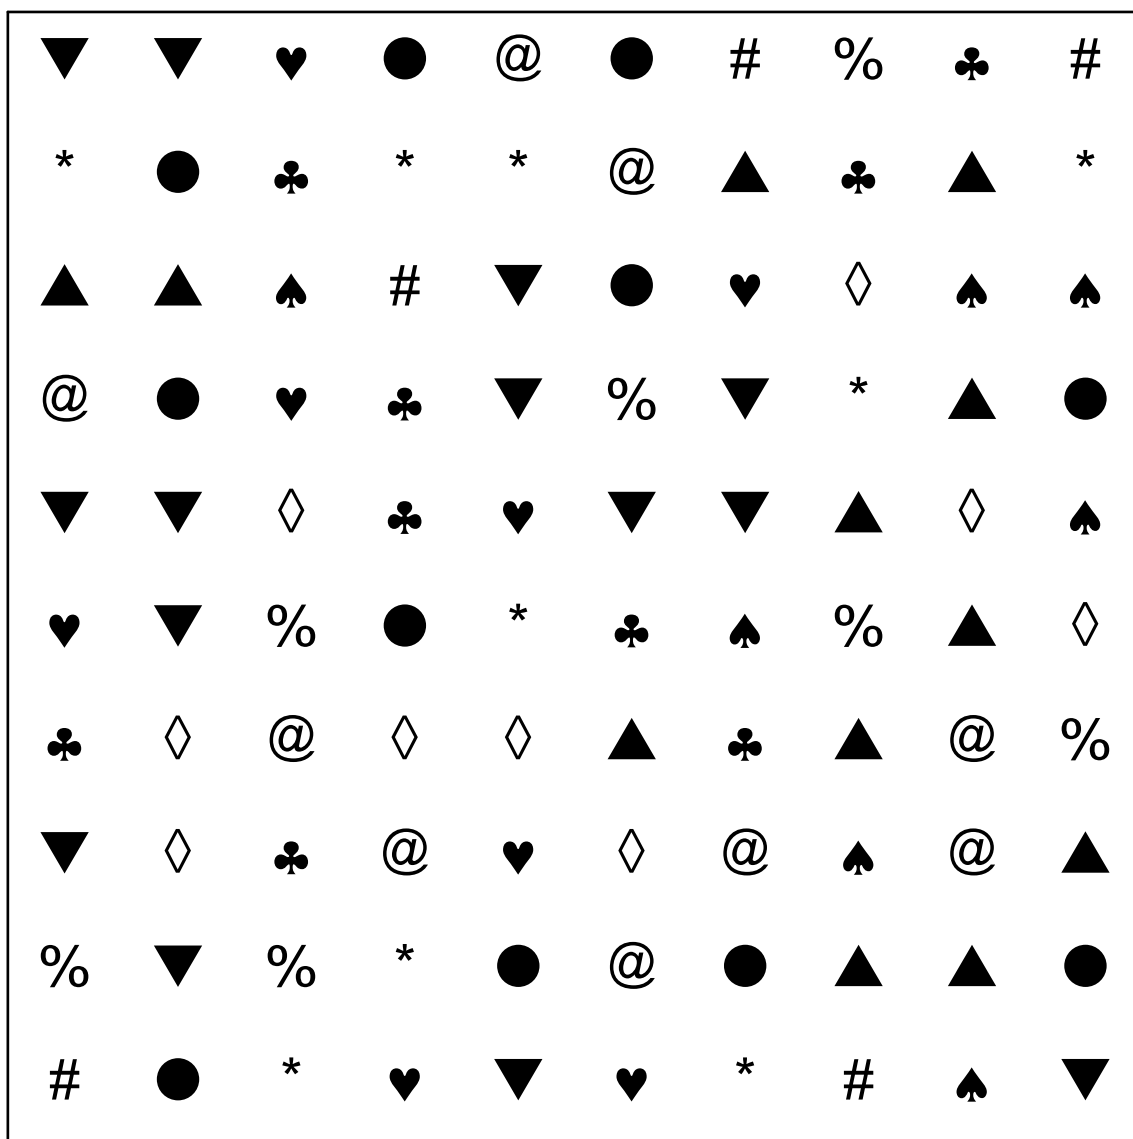 ▼ ▼ ♥ ● @ ● # % ♣ #
* ● ♣ * * @ ▲ ♣ ▲ *
▲ ▲ ♠ # ▼ ● ♥ ◊ ♠ ♠
@ ● ♥ ♣ ▼ % ▼ * ▲ ●
▼ ▼ ◊ ♣ ♥ ▼ ▼ ▲ ◊ ♠
♥ ▼ % ● * ♣ ♠ % ▲ ◊
♣ ◊ @ ◊ ◊ ▲ ♣ ▲ @ %
▼ ◊ ♣ @ ♥ ◊ @ ♠ @ ▲
% ▼ % * ● @ ● ▲ ▲ ●
# ● * ♥ ▼ ♥ * # ♠ ▼